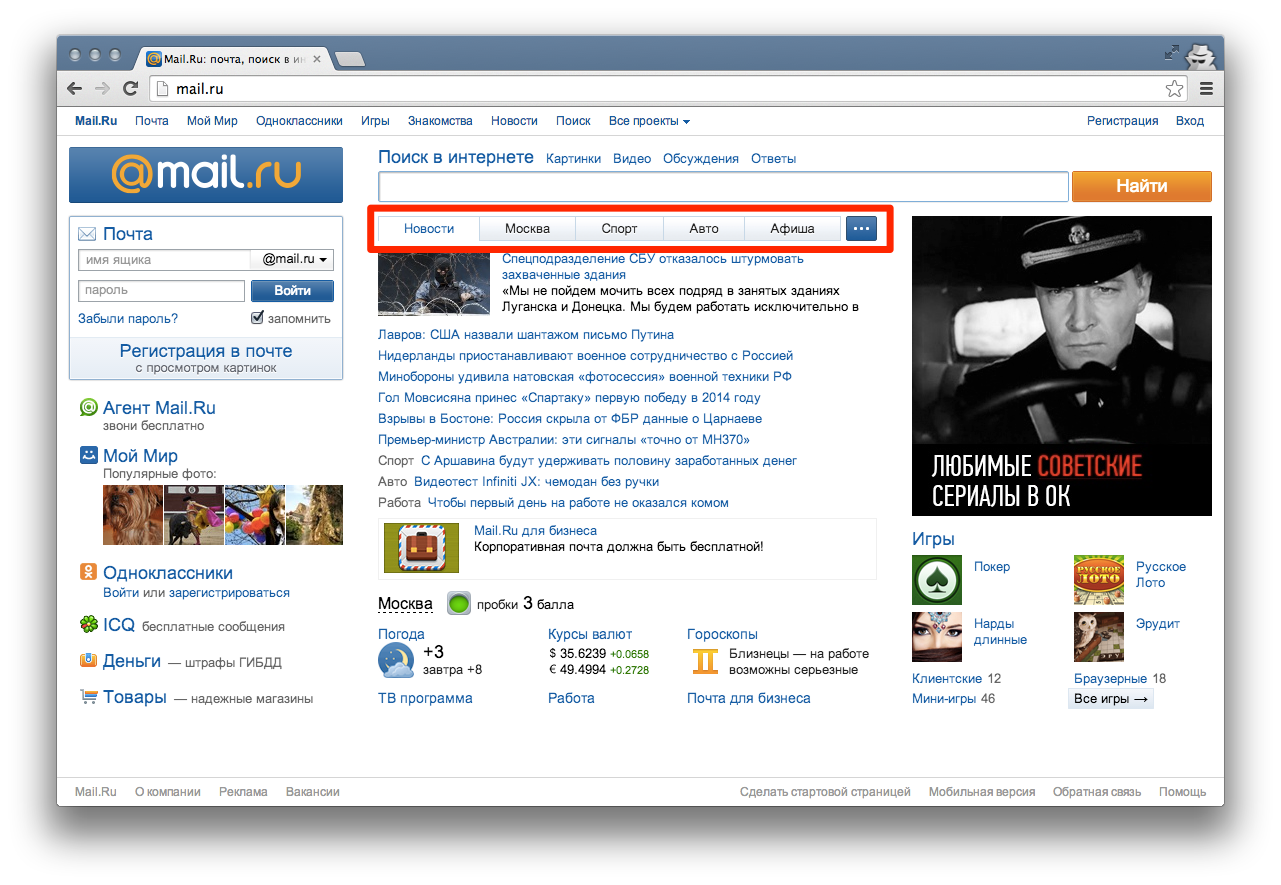 Mail.Ru: почта, поиск в ин
mail.ru
Mail.Ru Почта Мой Мир Одноклассники Игры Знакомства Новости Поиск Все проекты Регистрация Вход
@mail.ru
Почта
имя ящика @mail.ru
пароль Войти
Забыли пароль? запомнить
Регистрация в почте
с просмотром картинок
Агент Mail.Ru
звони бесплатно
Мой Мир
Популярные фото:
Одноклассники
Войти или зарегистрироваться
ICQ бесплатные сообщения
Деньги — штрафы ГИБДД
Товары — надежные магазины
Поиск в интернете Картинки Видео Обсуждения Ответы
Найти
Новости Москва Спорт Авто Афиша ...
Спецподразделение СБУ отказалось штурмовать
захваченные здания
«Мы не пойдем мочить всех подряд в занятых зданиях
Луганска и Донецка. Мы будем работать исключительно в
Лавров: США назвали шантажом письмо Путина
Нидерланды приостанавливают военное сотрудничество с Россией
Минобороны удивила натовская «фотосессия» военной техники РФ
Гол Мовсисяна принес «Спартаку» первую победу в 2014 году
Взрывы в Бостоне: Россия скрыла от ФБР данные о Царнаеве
Премьер-министр Австралии: эти сигналы «точно от MH370»
Спорт С Аршавина будут удерживать половину заработанных денег
Авто Видеотест Infiniti JX: чемодан без ручки
Работа Чтобы первый день на работе не оказался комом
Mail.Ru для бизнеса
Корпоративная почта должна быть бесплатной!
Москва пробки 3 балла
Погода
+3
завтра +8
Курсы валют
$ 35.6239 +0.0658
€ 49.4994 +0.2728
Гороскопы
Близнецы — на работе
возможны серьезные
ТВ программа Работа Почта для бизнеса
ЛЮБИМЫЕ СОВЕТСКИЕ
СЕРИАЛЫ В ОК
Игры
Покер
РУССКОЕ
ЛОТО
Русское
Лото
Нарды
длинные
ЭРУ
Эрудит
Клиентские 12 Браузерные 18
Мини-игры 46 Все игры →
Mail.Ru О компании Реклама Вакансии Сделать стартовой страницей Мобильная версия Обратная связь Помощь